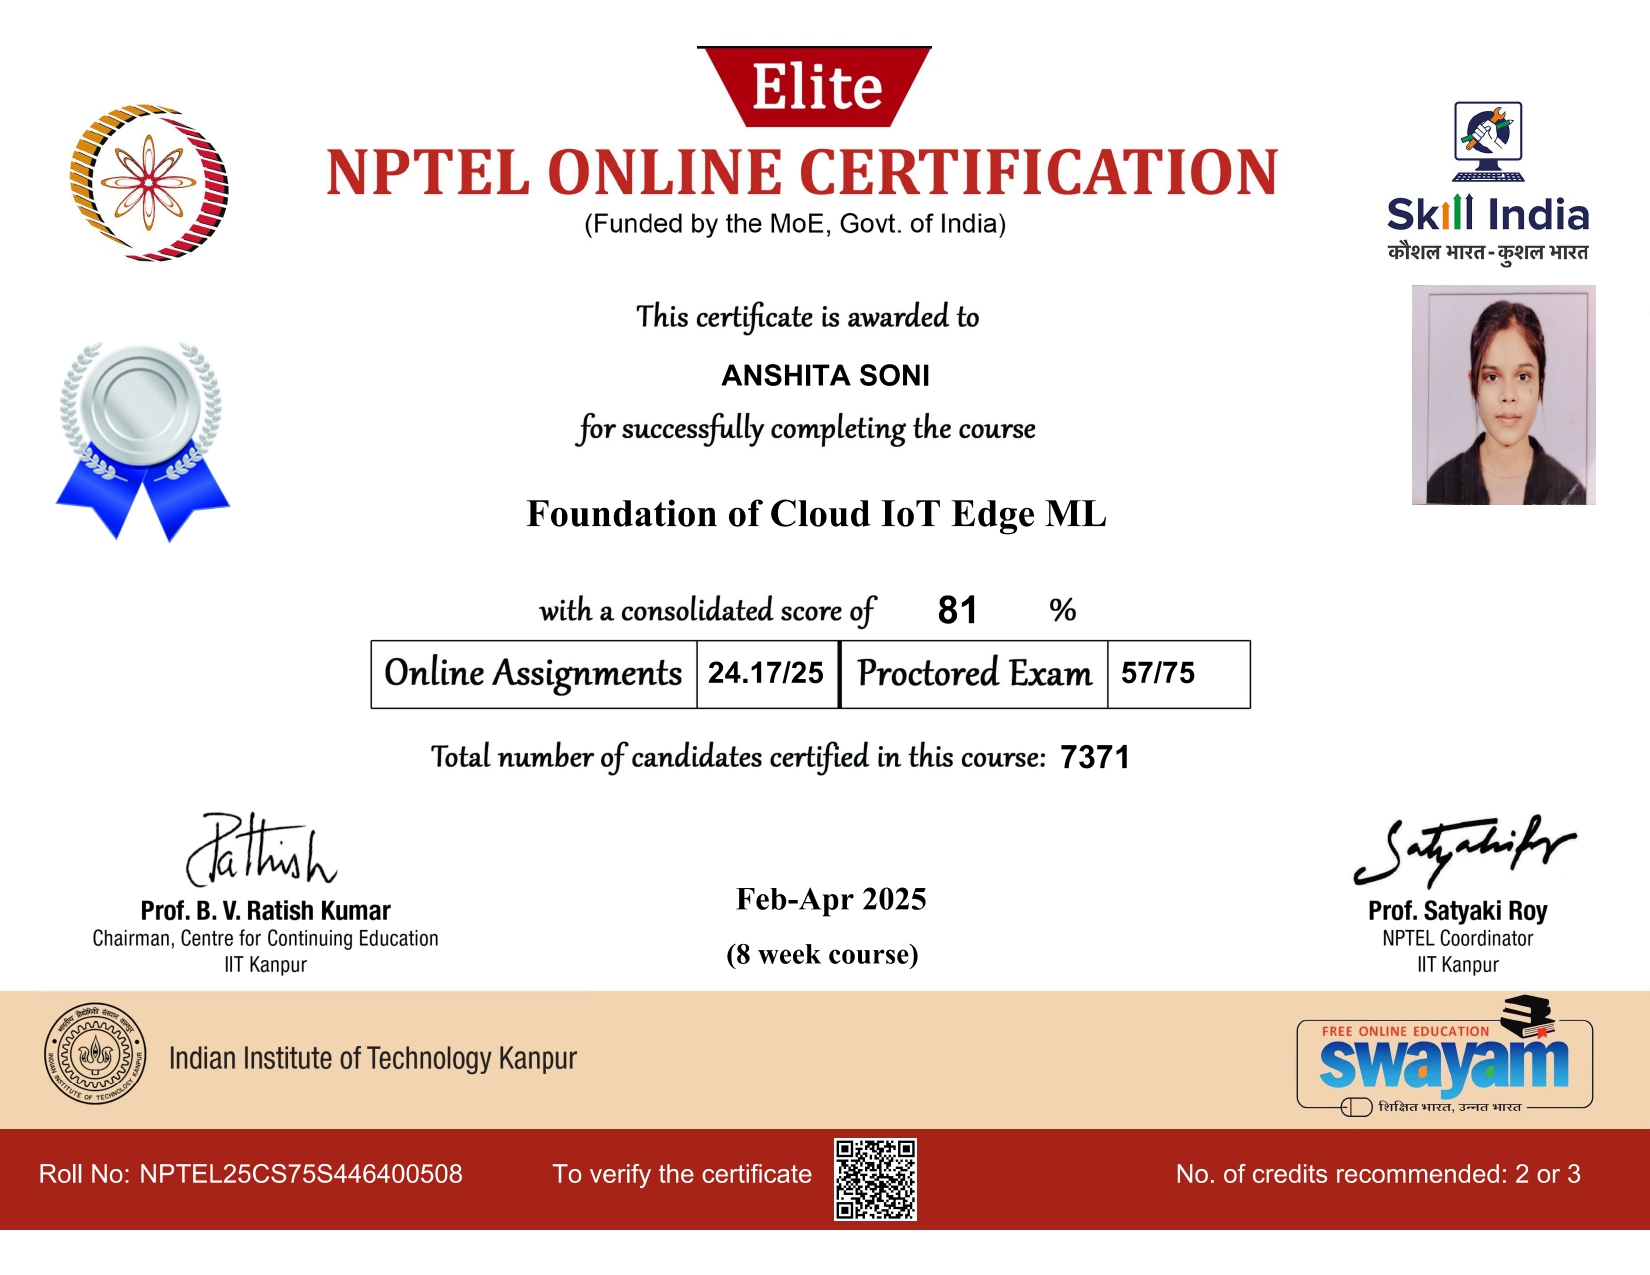 Elite
NPTEL ONLINE CERTIFICATION
(Funded by the MoE, Govt. of India)
Skill India
कौशल भारत - कुशल भारत
This certificate is awarded to
ANSHITA SONI
for successfully completing the course
Foundation of Cloud IoT Edge ML
with a consolidated score of 81 %
Online Assignments 24.17/25 Proctored Exam 57/75
Total number of candidates certified in this course: 7371
Prof. B. V. Ratish Kumar
Chairman, Centre for Continuing Education
IIT Kanpur
Feb-Apr 2025
(8 week course)
Prof. Satyaki Roy
NPTEL Coordinator
IIT Kanpur
INDIAN INSTITUTE OF TECHNOLOGY KANPUR
Indian Institute of Technology Kanpur
FREE ONLINE EDUCATION
swayam
शिक्षित भारत, उन्नत भारत
Roll No: NPTEL25CS75S446400508
To verify the certificate
No. of credits recommended: 2 or 3